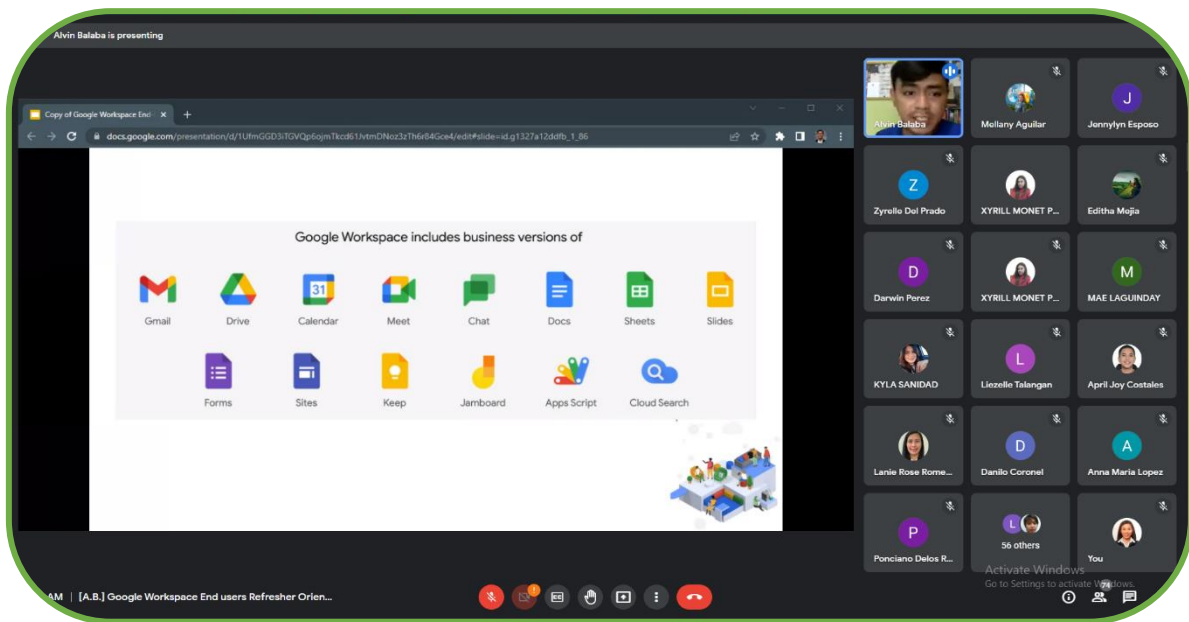 Alvin Balaba is presenting
Copy of Google Workspace End
docs.google.com/presentation/d/1UfmGGD3iTGVQp6ojmTkcd61JvtmDNoz3zTh6r84Gce4/edit#slide=id.g1327a12ddfb_1_86
Google Workspace includes business versions of
31
Gmail Drive Calendar Meet Chat Docs Sheets Slides
Forms Sites Keep Jamboard Apps Script Cloud Search
Alvin Balaba
Mellany Aguilar
J
Jennylyn Esposo
Z
Zyrelle Del Prado
XYRILL MONET P...
Editha Mejia
D
Darwin Perez
XYRILL MONET P...
M
MAE LAGUINDAY
KYLA SANIDAD
L
Liezelle Talangan
April Joy Costales
Lanie Rose Rome...
D
Danilo Coronel
A
Anna Maria Lopez
P
Ponciano Delos R...
L
56 others
You
Activate Windows
Go to Settings to activate Windows.
74
AM | [A.B.] Google Workspace End users Refresher Orien...